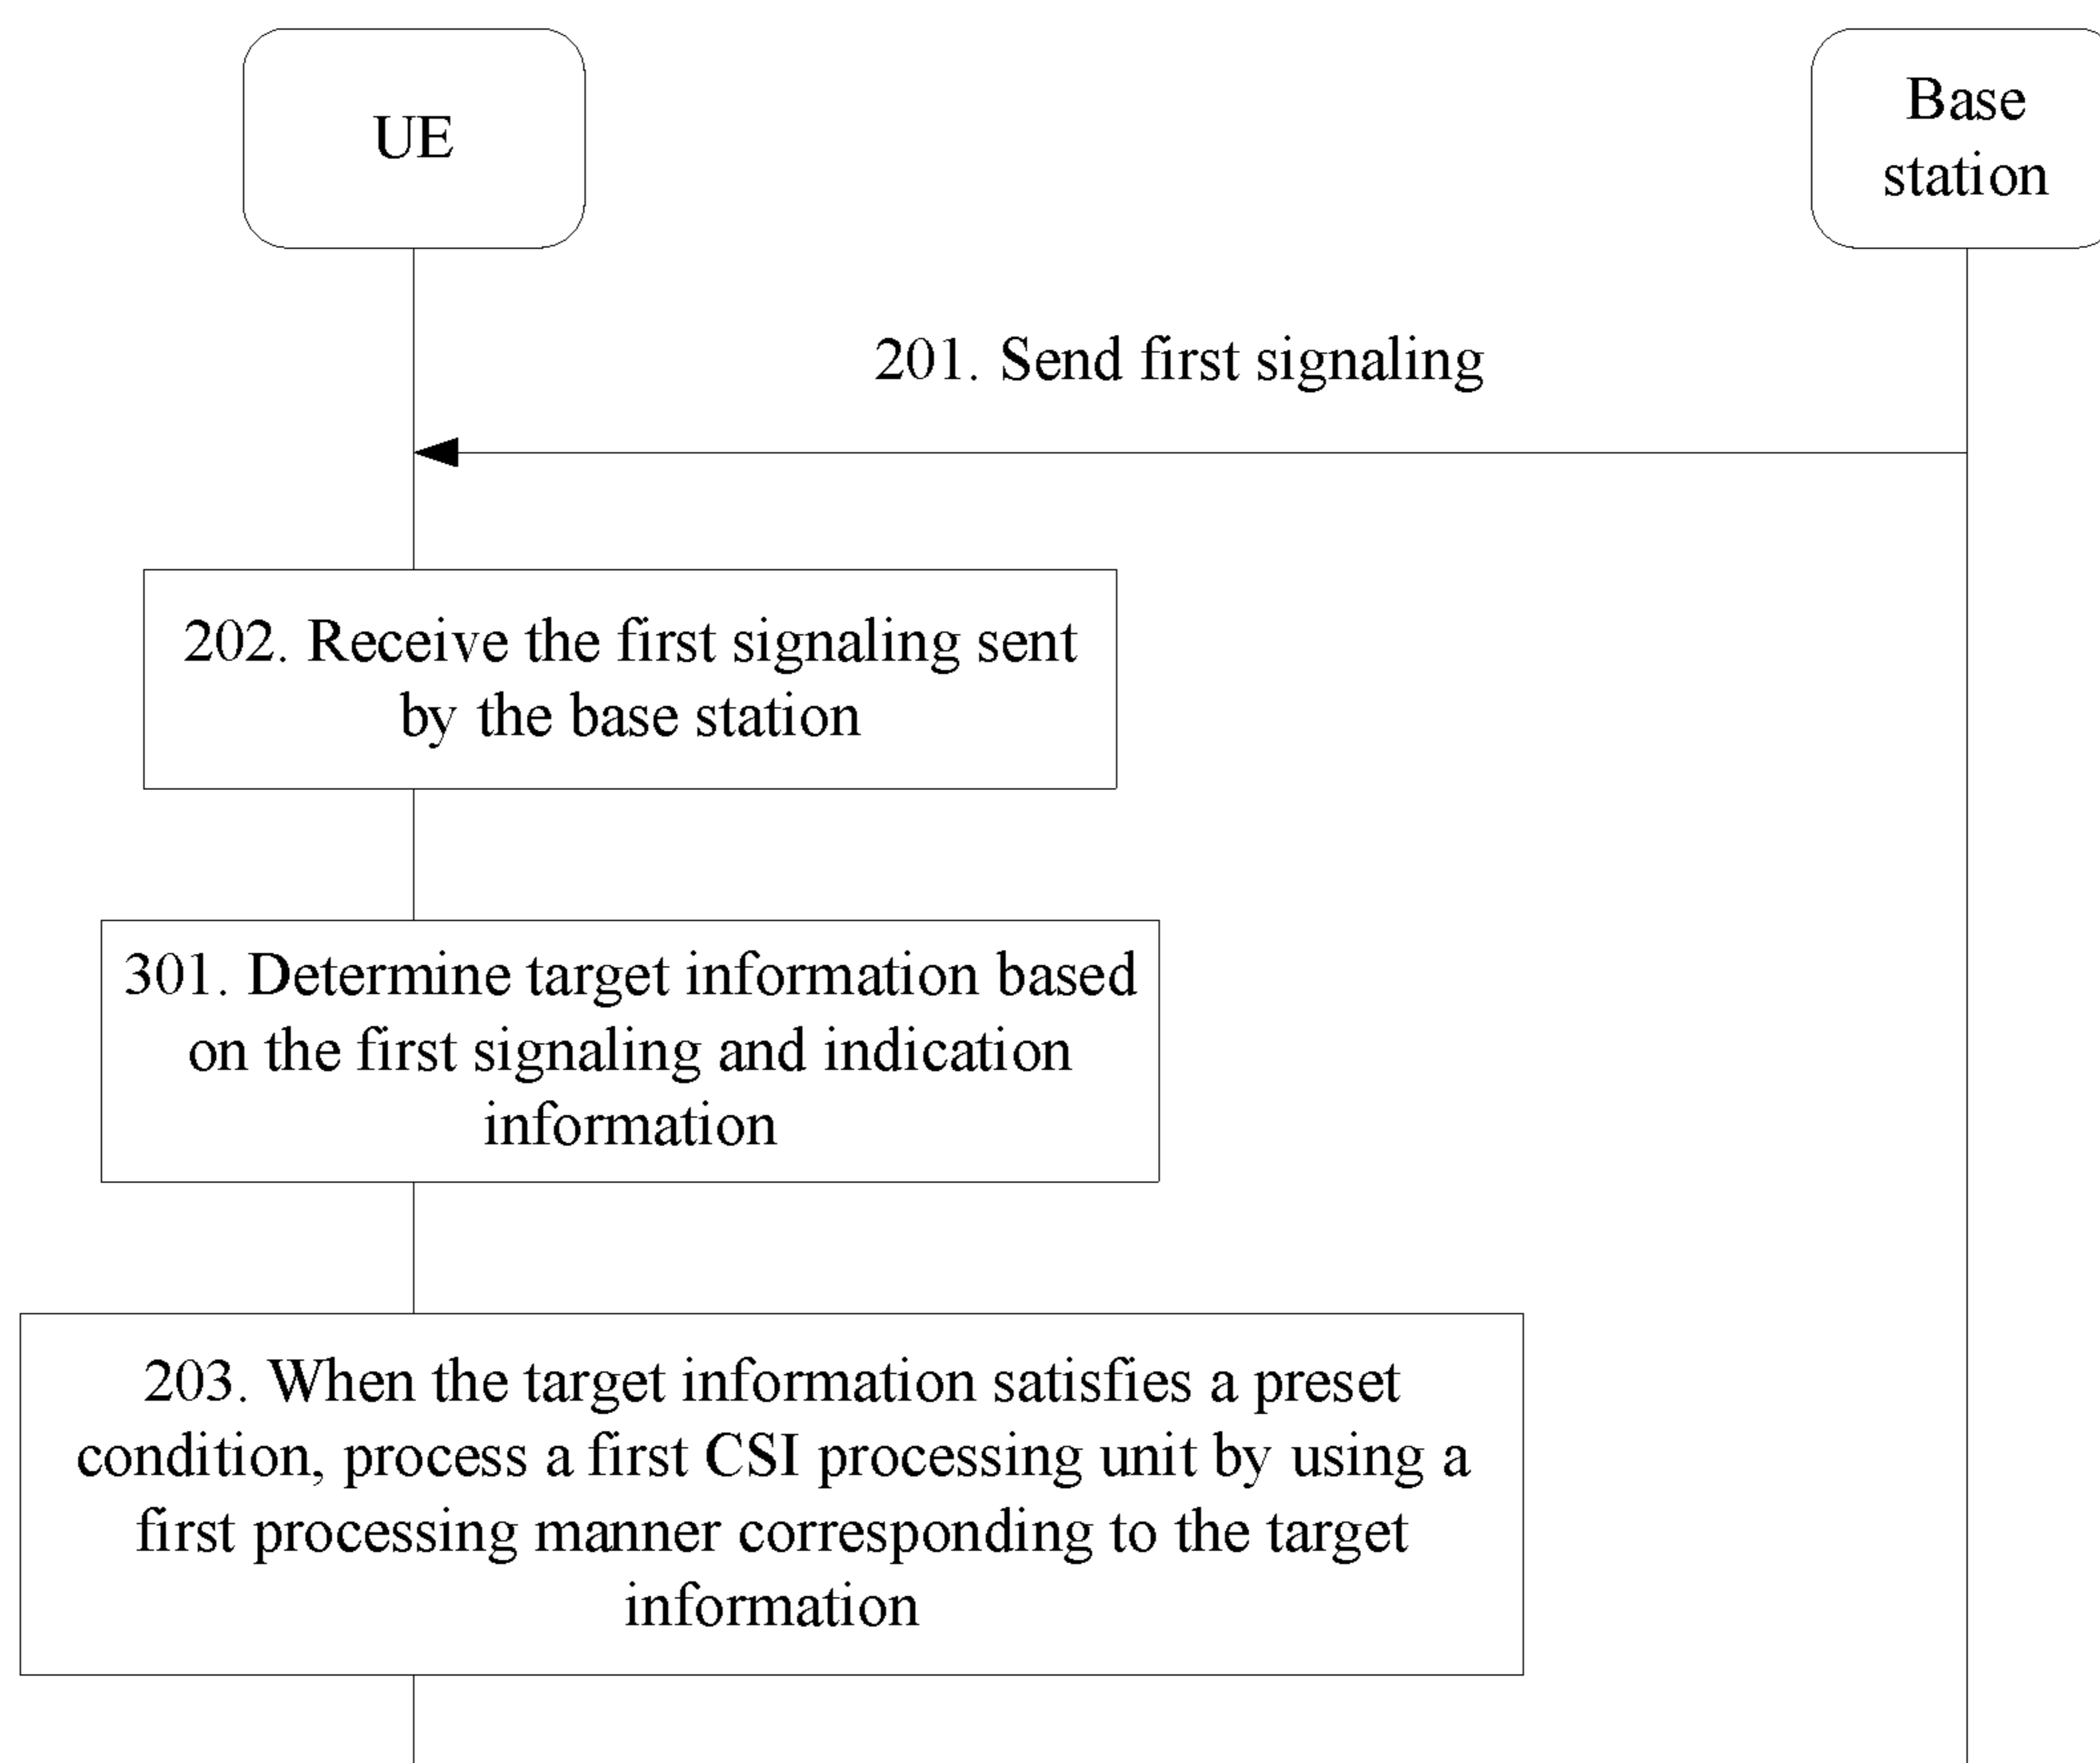 UE
Base
station
201. Send first signaling
202. Receive the first signaling sent
by the base station
301. Determine target information based
on the first signaling and indication
information
203. When the target information satisfies a preset
condition, process a first CSI processing unit by using a
first processing manner corresponding to the target
information